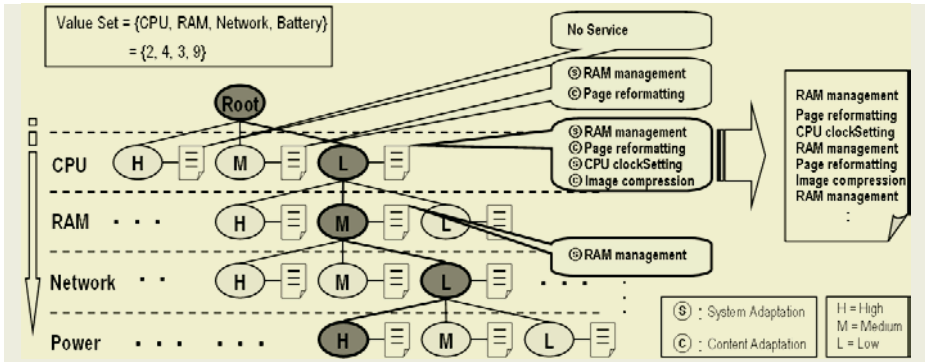 Value Set = {CPU, RAM, Network, Battery}
= {2, 4, 3, 9}
No Service
Ⓢ RAM management
Ⓒ Page reformatting
Root
Ⓢ RAM management
Ⓒ Page reformatting
Ⓢ CPU clockSetting
Ⓒ Image compression
RAM management
Page reformatting
CPU clockSetting
RAM management
Page reformatting
Image compression
RAM management
:
CPU H M L
RAM · · · H M L
Ⓢ RAM management
Network · · H M L · · ·
Power · · · · · · H M L
Ⓢ : System Adaptation
Ⓒ : Content Adaptation
H = High
M = Medium
L = Low